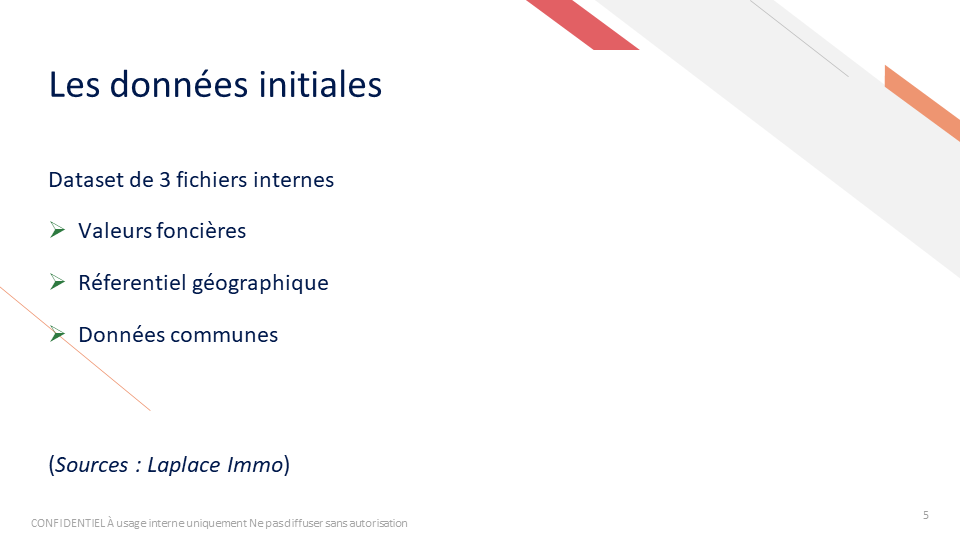 Les données initiales
Dataset de 3 fichiers internes
Valeurs foncières
Réferentiel géographique
Données communes
(Sources : Laplace Immo)
CONFIDENTIEL À usage interne uniquement Ne pas diffuser sans autorisation
5